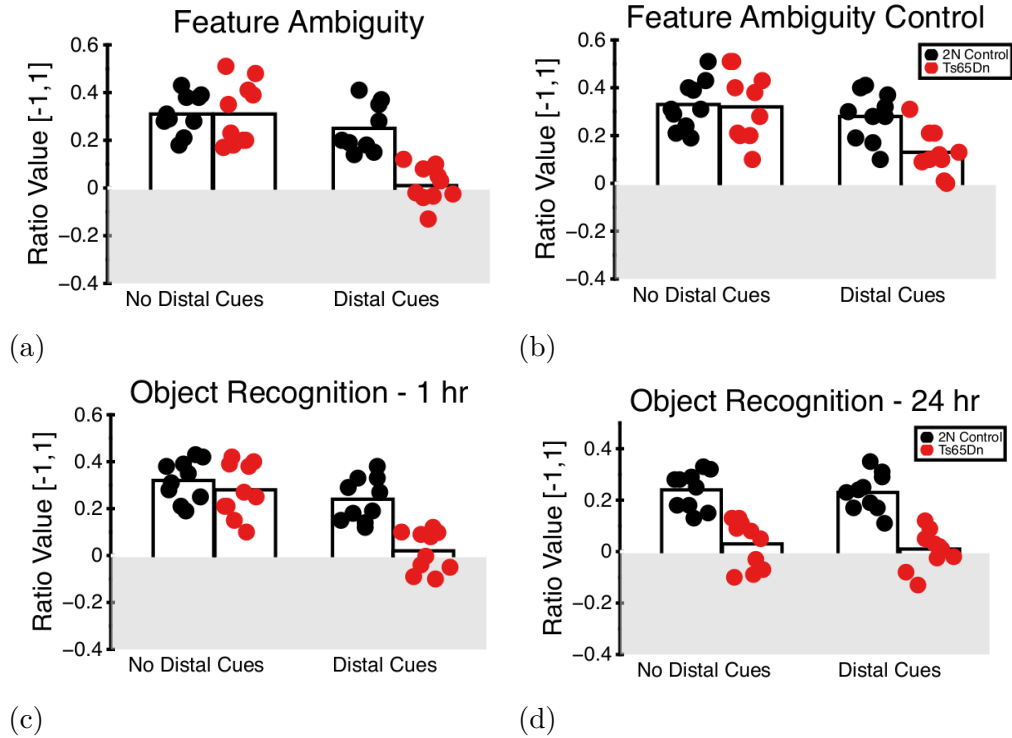 Feature Ambiguity
Ratio Value [-1,1]
0.6
0.4
0.2
0
−0.2
−0.4
No Distal Cues
Distal Cues
(a)
Feature Ambiguity Control
2N Control
Ts65Dn
Ratio Value [-1,1]
0.6
0.4
0.2
0
−0.2
−0.4
No Distal Cues
Distal Cues
(b)
Object Recognition - 1 hr
Ratio Value [-1,1]
0.6
0.4
0.2
0
−0.2
−0.4
No Distal Cues
Distal Cues
(c)
Object Recognition - 24 hr
2N Control
Ts65Dn
Ratio Value [-1,1]
0.4
0.2
0
−0.2
−0.4
No Distal Cues
Distal Cues
(d)